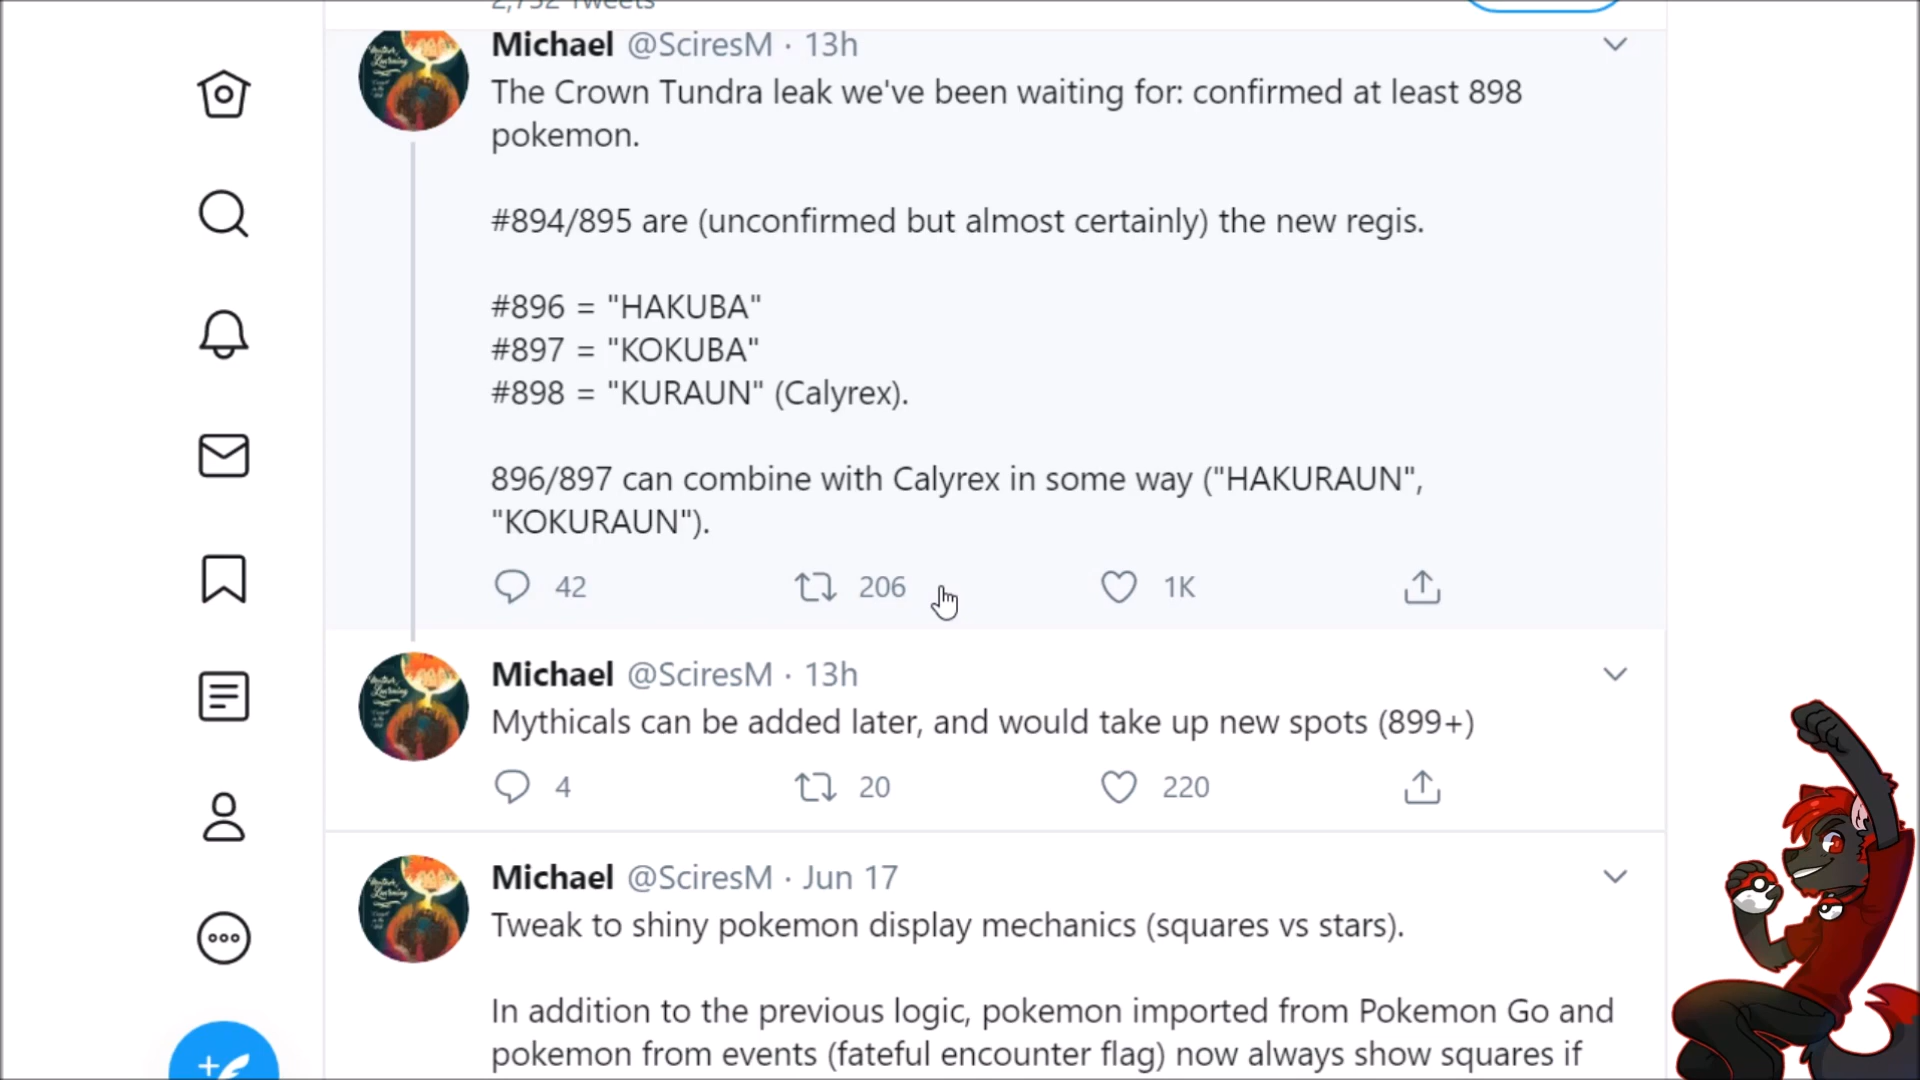 2,752 Tweets
Michael @SciresM · 13h
The Crown Tundra leak we've been waiting for: confirmed at least 898
pokemon.
#894/895 are (unconfirmed but almost certainly) the new regis.
#896 = "HAKUBA"
#897 = "KOKUBA"
#898 = "KURAUN" (Calyrex).
896/897 can combine with Calyrex in some way ("HAKURAUN",
"KOKURAUN").
42 206 1K
Michael @SciresM · 13h
Mythicals can be added later, and would take up new spots (899+)
4 20 220
Michael @SciresM · Jun 17
Tweak to shiny pokemon display mechanics (squares vs stars).
In addition to the previous logic, pokemon imported from Pokemon Go and
pokemon from events (fateful encounter flag) now always show squares if